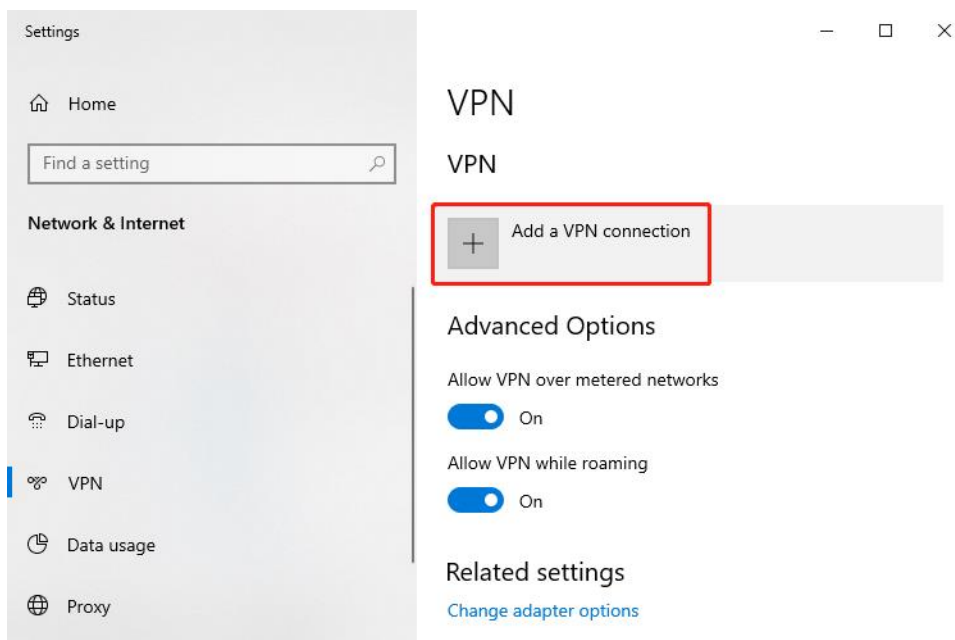 Settings
Home
Find a setting
Network & Internet
Status
Ethernet
Dial-up
VPN
Data usage
Proxy
VPN
VPN
Add a VPN connection
Advanced Options
Allow VPN over metered networks
On
Allow VPN while roaming
On
Related settings
Change adapter options